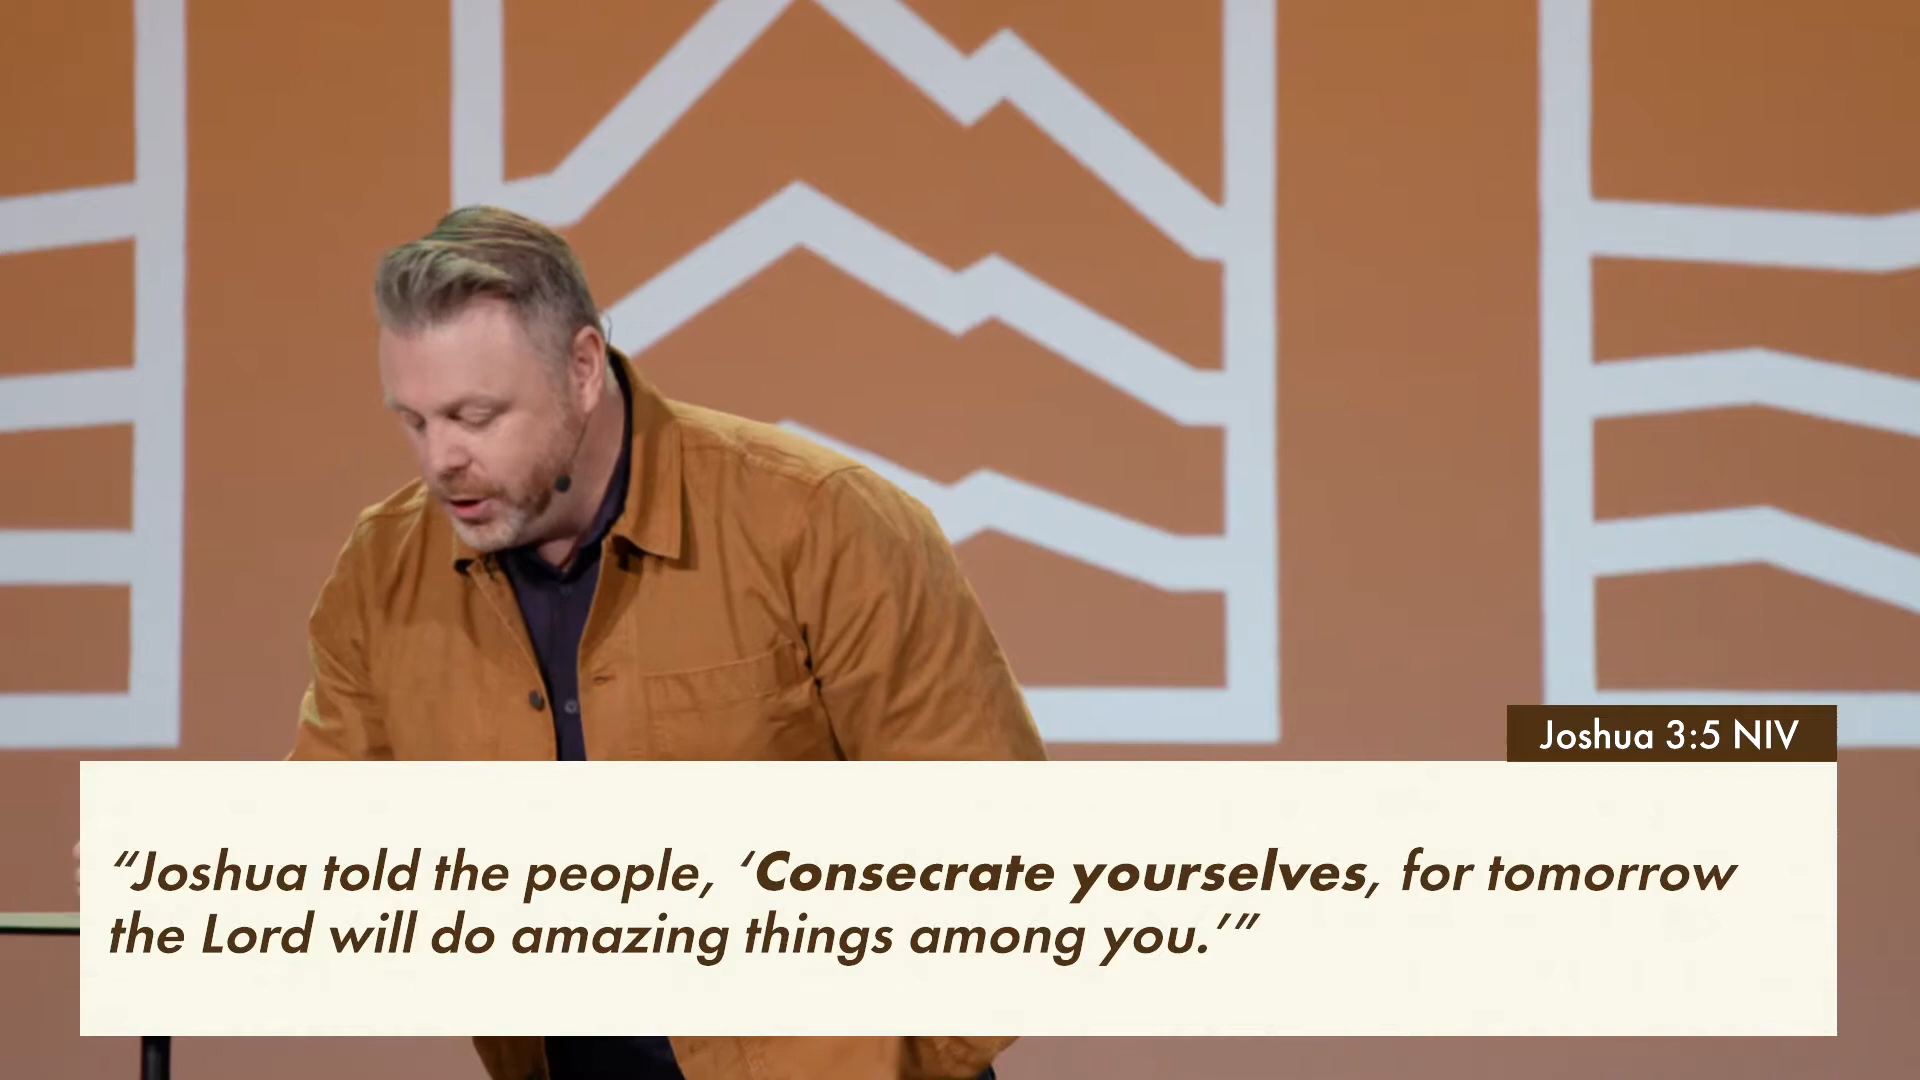 Joshua 3:5 NIV
“Joshua told the people, ‘Consecrate yourselves, for tomorrow
the Lord will do amazing things among you.’”